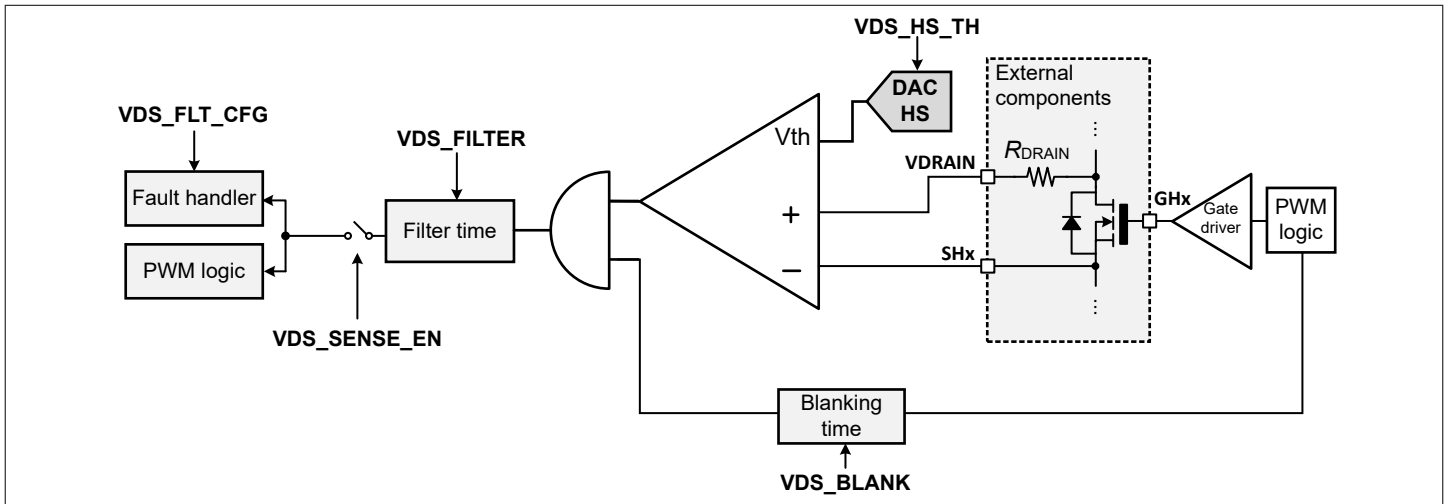 VDS_HS_TH
DAC
HS
External
components
VDS_FLT_CFG
VDS_FILTER
Vth
VDRAIN
RDRAIN
Fault handler
Filter time
PWM logic
+
−
SHx
GHx
Gate
driver
PWM
logic
VDS_SENSE_EN
Blanking
time
VDS_BLANK